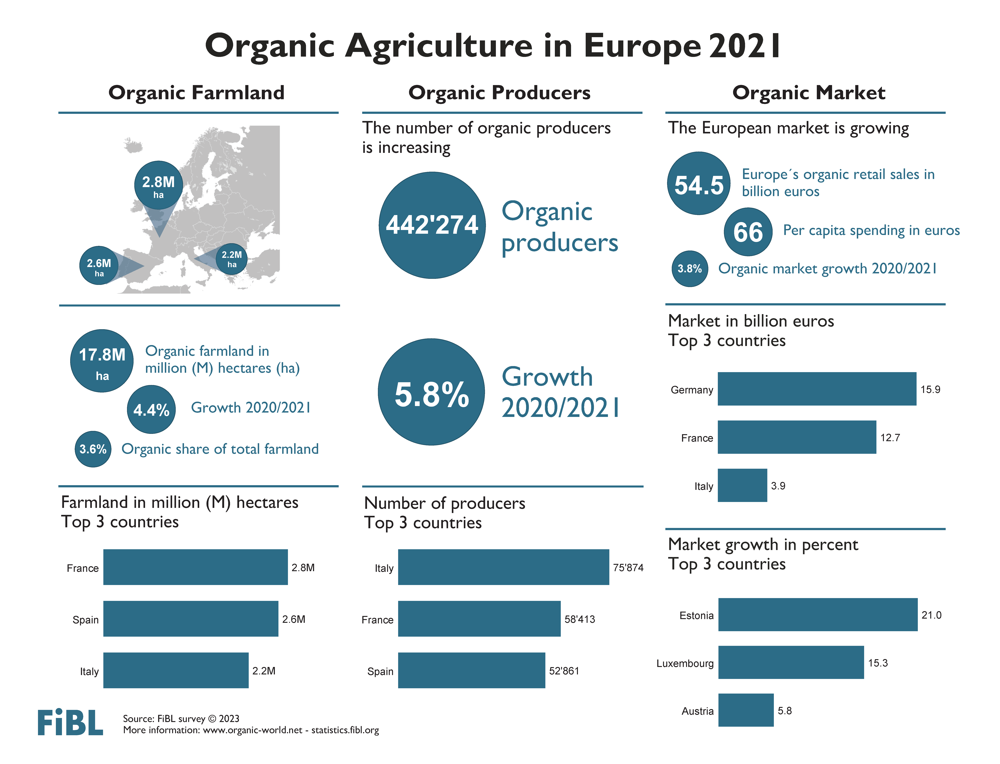 Organic Agriculture in Europe 2021
Organic Farmland
2.8M
ha
2.6M
ha
2.2M
ha
17.8M
ha
Organic farmland in
million (M) hectares (ha)
4.4%
Growth 2020/2021
3.6%
Organic share of total farmland
Farmland in million (M) hectares
Top 3 countries
France 2.8M
Spain 2.6M
Italy 2.2M
Organic Producers
The number of organic producers
is increasing
442'274
Organic
producers
5.8%
Growth
2020/2021
Number of producers
Top 3 countries
Italy 75'874
France 58'413
Spain 52'861
Organic Market
The European market is growing
54.5
Europe´s organic retail sales in
billion euros
66
Per capita spending in euros
3.8%
Organic market growth 2020/2021
Market in billion euros
Top 3 countries
Germany 15.9
France 12.7
Italy 3.9
Market growth in percent
Top 3 countries
Estonia 21.0
Luxembourg 15.3
Austria 5.8
FiBL
Source: FiBL survey © 2023
More information: www.organic-world.net - statistics.fibl.org